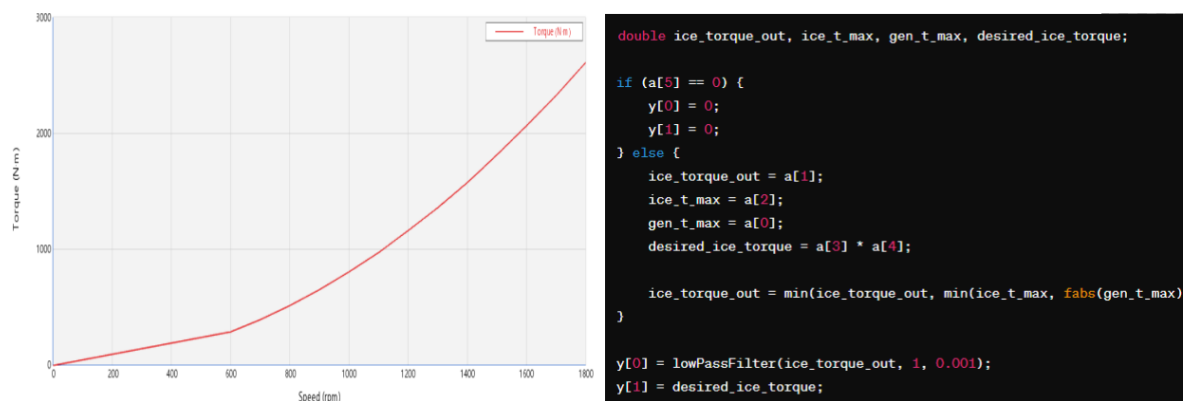 3000
Torque (N·m)
2000
1000
0
Torque (N·m)
0 200 400 600 800 1000 1200 1400 1600 1800
Speed (rpm)
double ice_torque_out, ice_t_max, gen_t_max, desired_ice_torque;
if (a[5] == 0) {
y[0] = 0;
y[1] = 0;
} else {
ice_torque_out = a[1];
ice_t_max = a[2];
gen_t_max = a[0];
desired_ice_torque = a[3] * a[4];
ice_torque_out = min(ice_torque_out, min(ice_t_max, fabs(gen_t_max)
}
y[0] = lowPassFilter(ice_torque_out, 1, 0.001);
y[1] = desired_ice_torque;